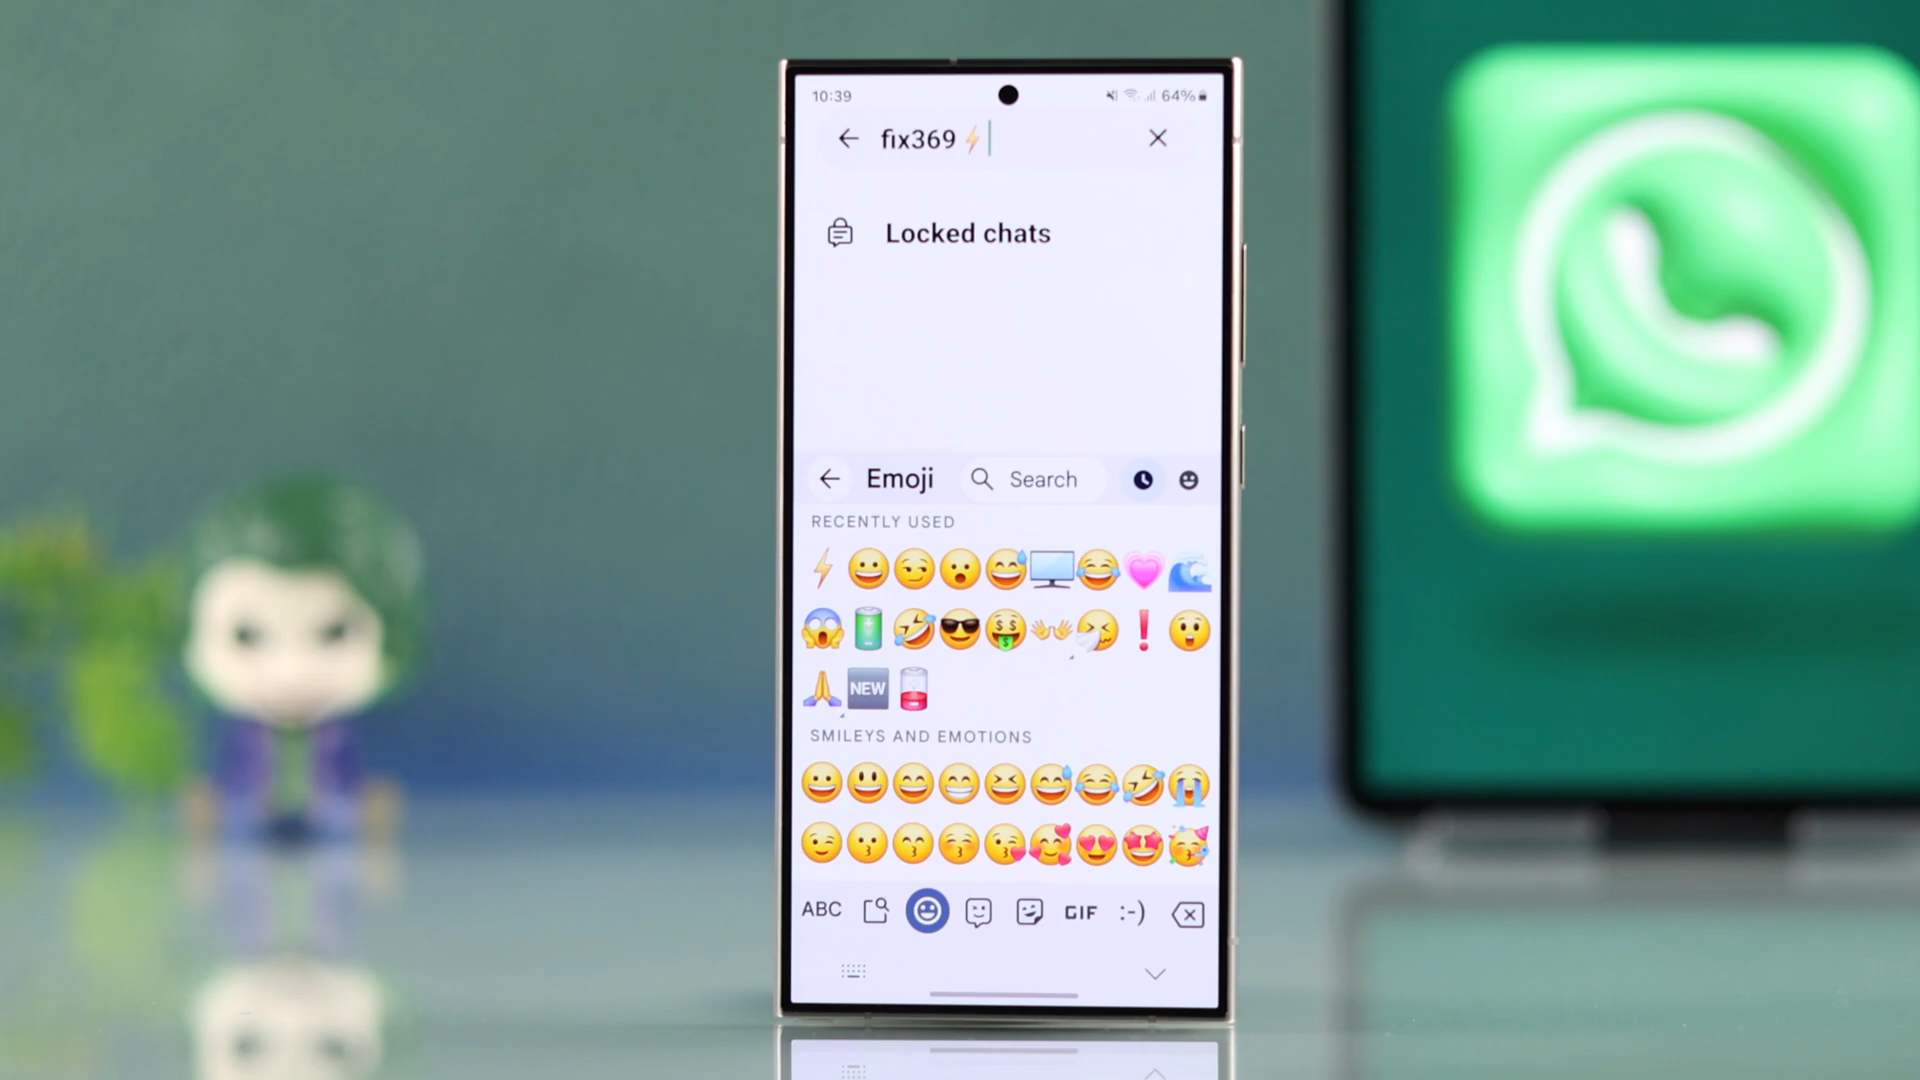 10:39 64%
fix369⚡
Locked chats
Emoji Search
RECENTLY USED
NEW
SMILEYS AND EMOTIONS
ABC GIF :-)